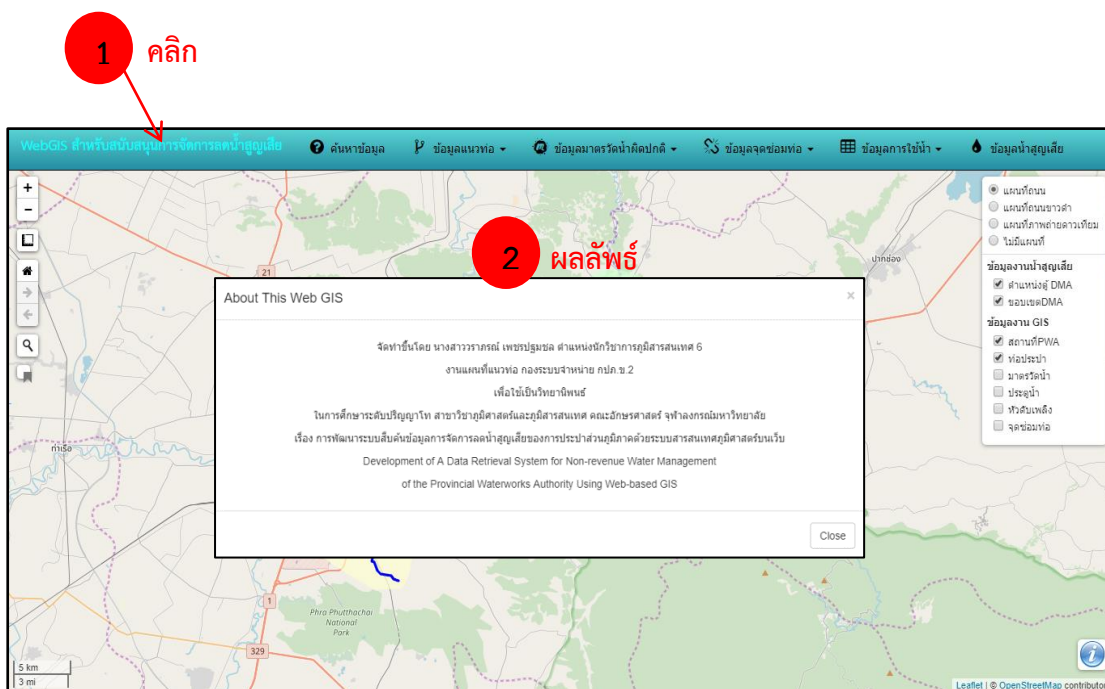 1 คลิก
WebGIS สำหรับสนับสนุนการจัดการลดน้ำสูญเสีย ค้นหาข้อมูล ข้อมูลแนวท่อ ข้อมูลมาตรวัดน้ำผิดปกติ ข้อมูลจุดซ่อมท่อ ข้อมูลการใช้น้ำ ข้อมูลน้ำสูญเสีย
+
-
แผนที่ถนน
แผนที่ถนนขาวดำ
แผนที่ภาพถ่ายดาวเทียม
ไม่มีแผนที่
ข้อมูลงานน้ำสูญเสีย
ตำแหน่งตู้ DMA
ขอบเขตDMA
ข้อมูลงาน GIS
สถานที่PWA
ท่อประปา
มาตรวัดน้ำ
ประตูน้ำ
หัวดับเพลิง
จุดซ่อมท่อ
ปากช่อง
2 ผลลัพธ์
21
About This Web GIS ×
จัดทำขึ้นโดย นางสาววราภรณ์ เพชรปฐมชล ตำแหน่งนักวิชาการภูมิสารสนเทศ 6
งานแผนที่แนวท่อ กองระบบจำหน่าย กปภ.ข.2
เพื่อใช้เป็นวิทยานิพนธ์
ในการศึกษาระดับปริญญาโท สาขาวิชาภูมิศาสตร์และภูมิสารสนเทศ คณะอักษรศาสตร์ จุฬาลงกรณ์มหาวิทยาลัย
เรื่อง การพัฒนาระบบสืบค้นข้อมูลการจัดการลดน้ำสูญเสียของการประปาส่วนภูมิภาคด้วยระบบสารสนเทศภูมิศาสตร์บนเว็บ
Development of A Data Retrieval System for Non-revenue Water Management
of the Provincial Waterworks Authority Using Web-based GIS
Close
ท่าเรือ
1
Phra Phutthachai
National
Park
329
5 km
3 mi
Leaflet | © OpenStreetMap contributor